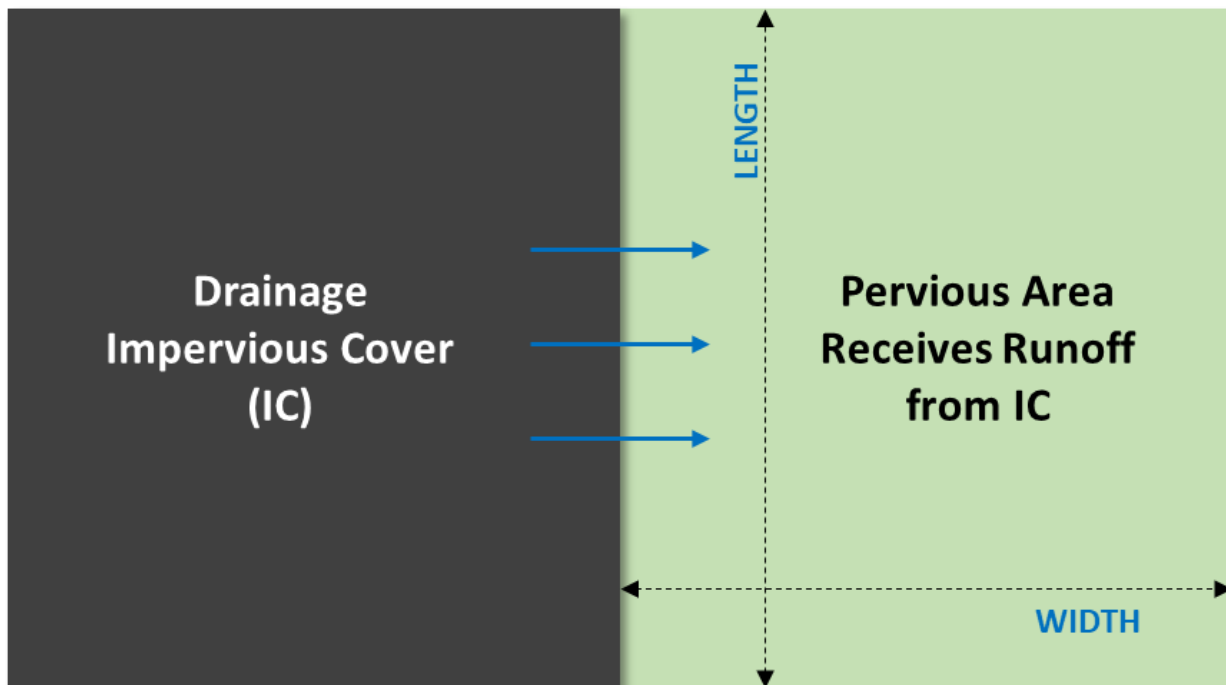 Drainage
Impervious Cover
(IC)
LENGTH
Pervious Area
Receives Runoff
from IC
WIDTH